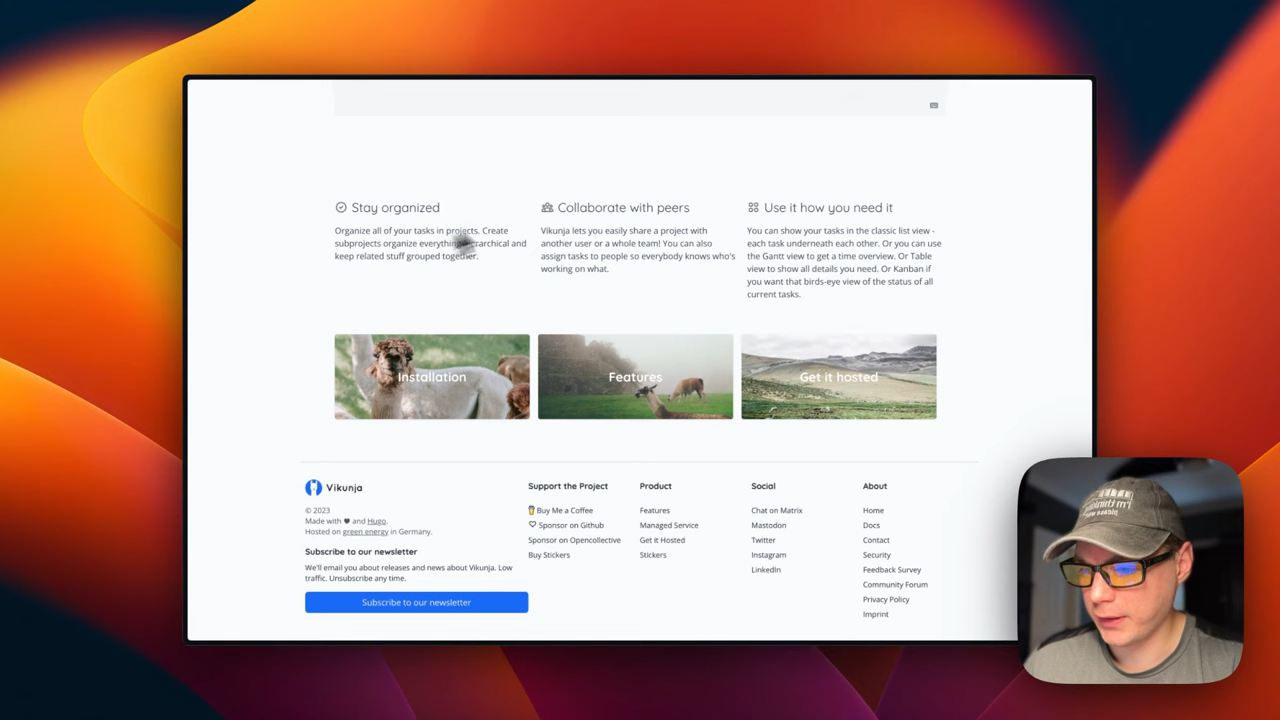 Stay organized
Organize all of your tasks in projects. Create
subprojects organize everything hierarchical and
keep related stuff grouped together.
Collaborate with peers
Vikunja lets you easily share a project with
another user or a whole team! You can also
assign tasks to people so everybody knows who's
working on what.
Use it how you need it
You can show your tasks in the classic list view -
each task underneath each other. Or you can use
the Gantt view to get a time overview. Or Table
view to show all details you need. Or Kanban if
you want that birds-eye view of the status of all
current tasks.
Installation
Features
Get it hosted
Vikunja
© 2023
Made with ♥ and Hugo.
Hosted on green energy in Germany.
Subscribe to our newsletter
We'll email you about releases and news about Vikunja. Low
traffic. Unsubscribe any time.
Subscribe to our newsletter
Support the Project
Buy Me a Coffee
Sponsor on Github
Sponsor on Opencollective
Buy Stickers
Product
Features
Managed Service
Get it Hosted
Stickers
Social
Chat on Matrix
Mastodon
Twitter
Instagram
LinkedIn
About
Home
Docs
Contact
Security
Feedback Survey
Community Forum
Privacy Policy
Imprint